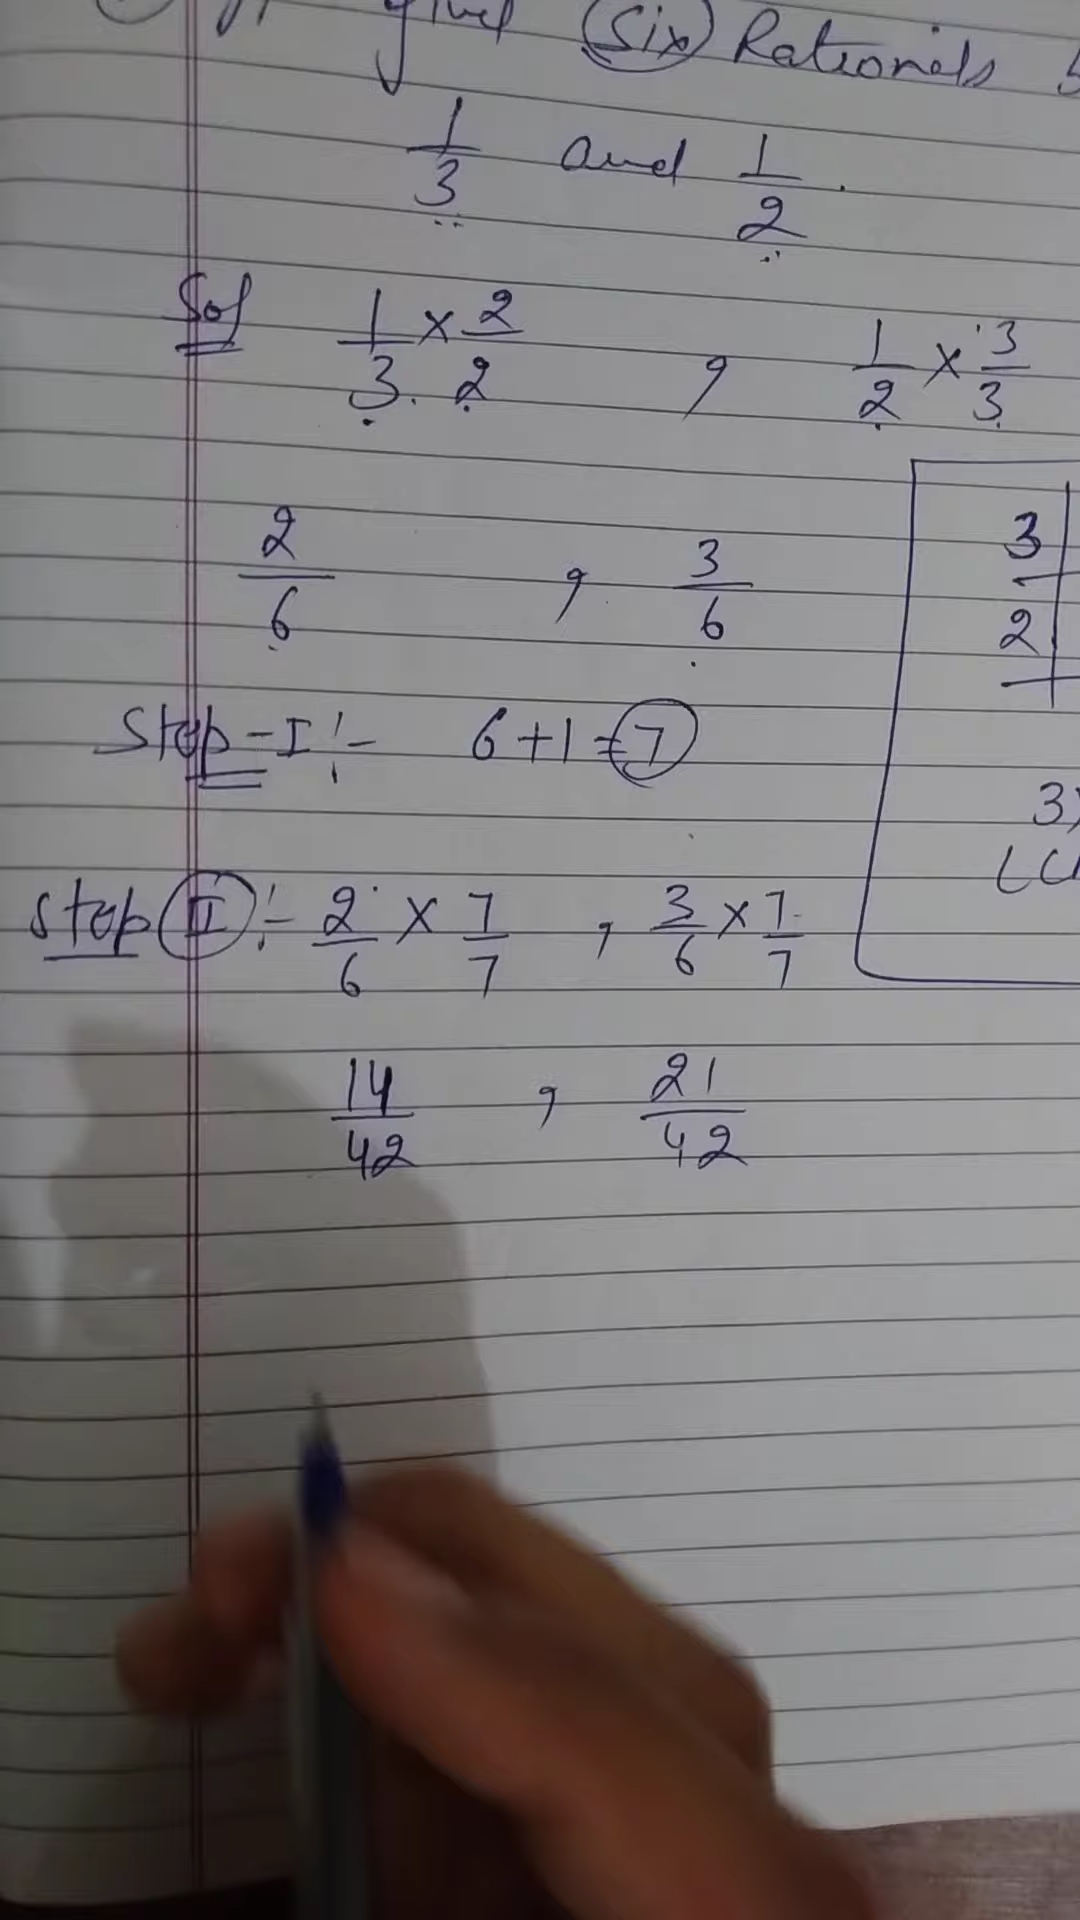 (Six) Rationals
1/3 and 1/2.
Sol 1/3 × 2/2 , 1/2 × 3/3
2/6 , 3/6
3
2
Step-I:- 6+1=7
3×
LC
Step II:- 2/6 × 7/7 , 3/6 × 7/7
14/42 , 21/42